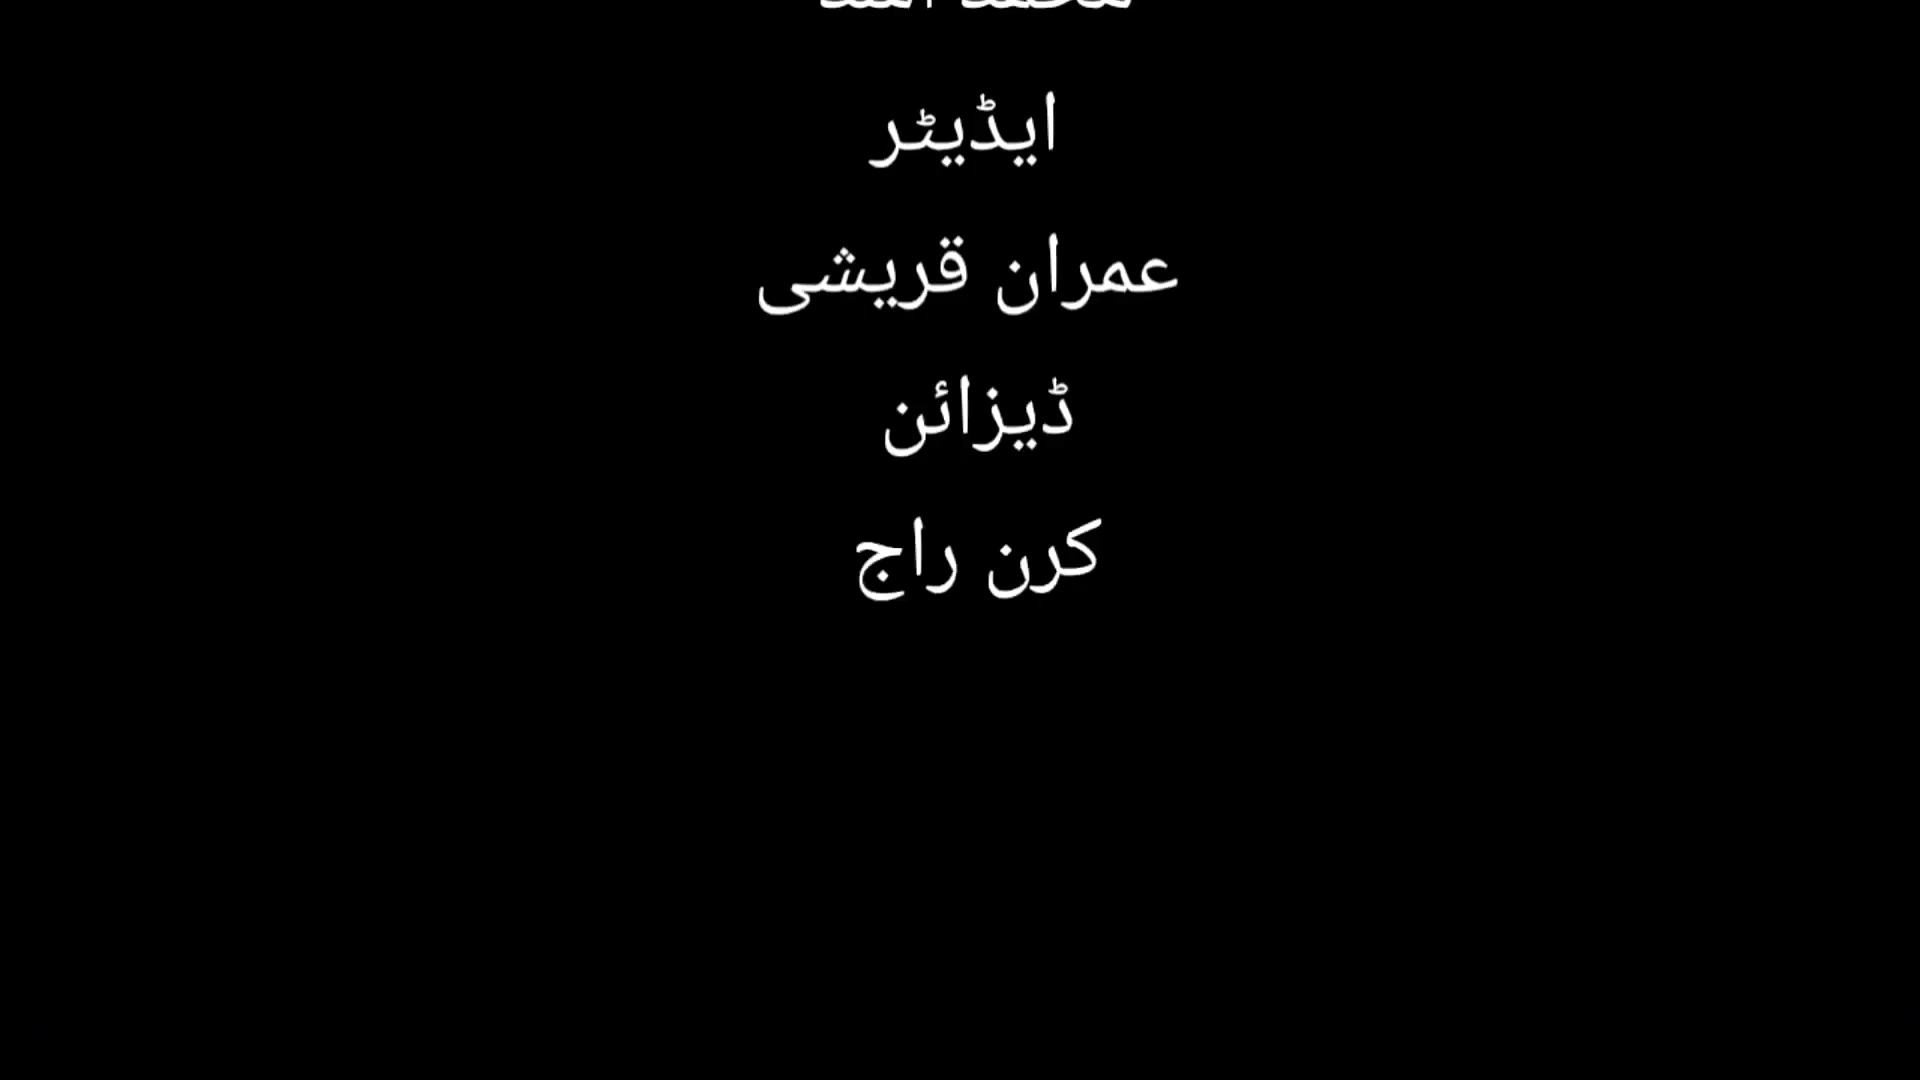 ایڈیٹر
عمران قریشی
ڈیزائن
کرن راج